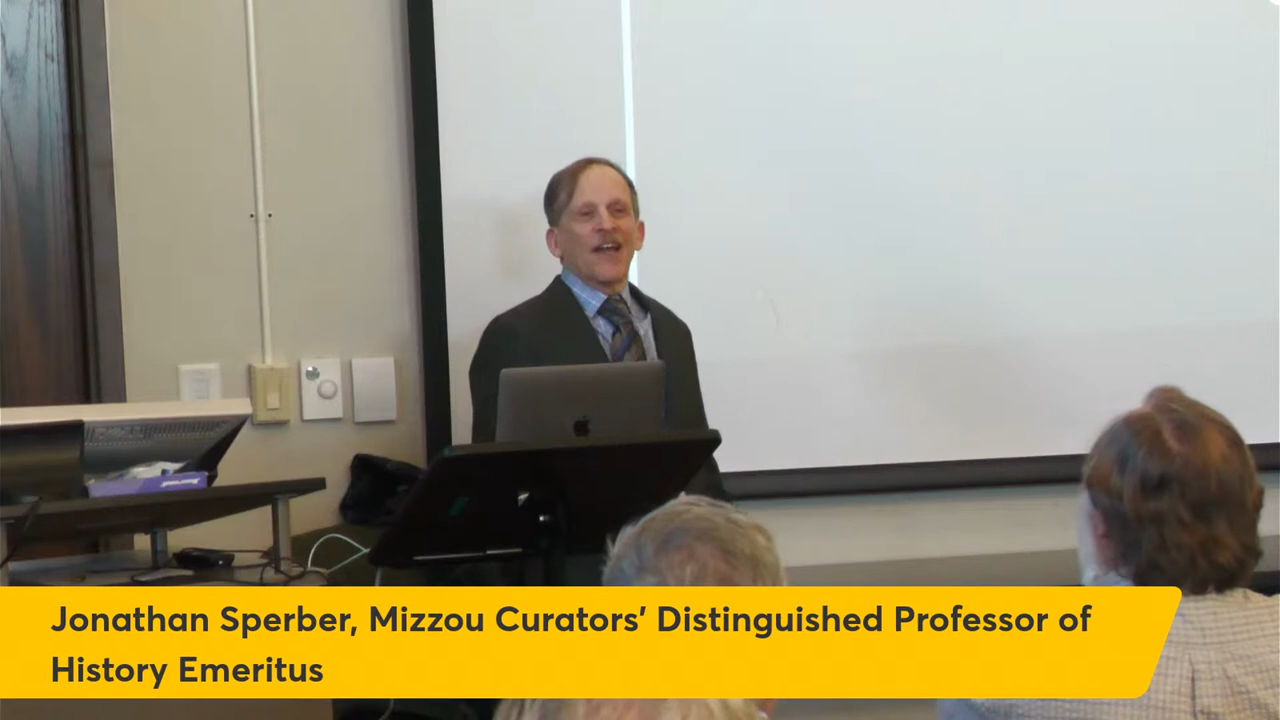 Jonathan Sperber, Mizzou Curators’ Distinguished Professor of
History Emeritus